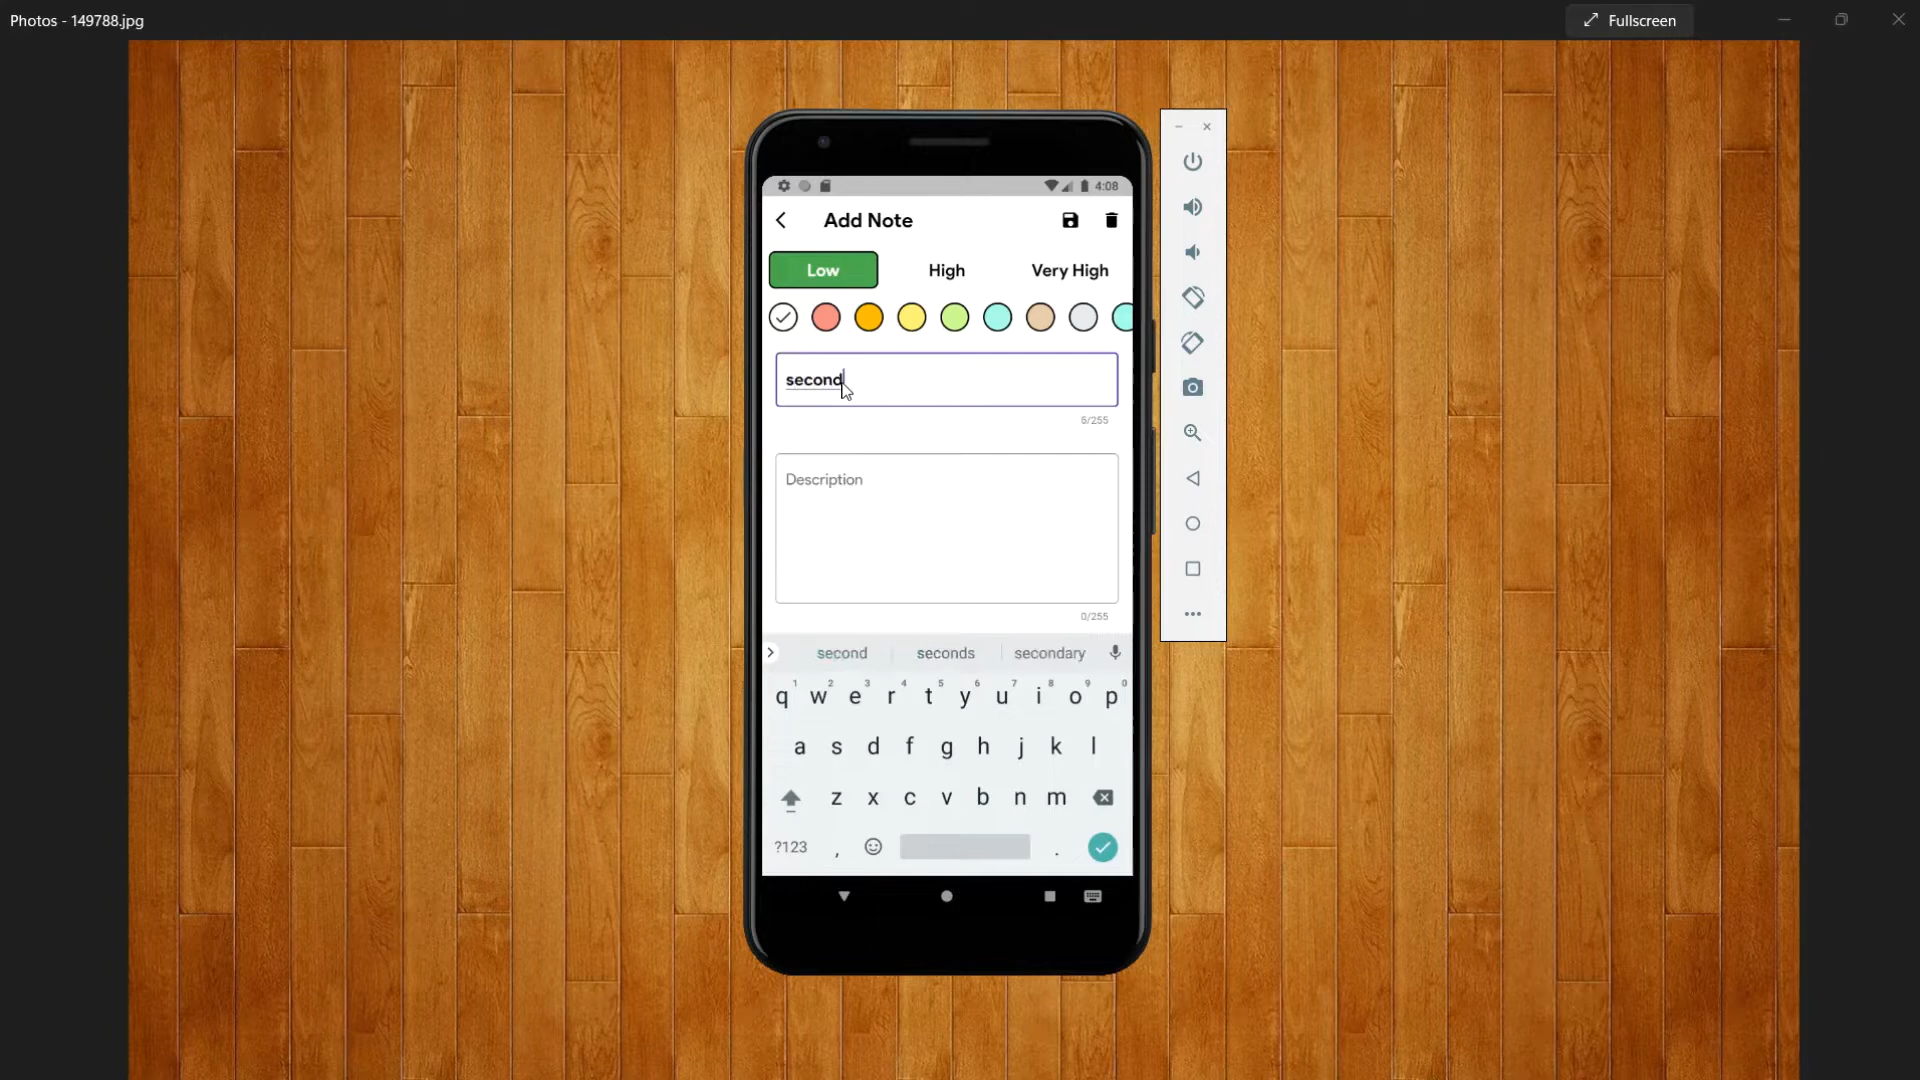 Photos - 149788.jpg
Fullscreen
4:08
Add Note
Low High Very High
second
6/255
Description
0/255
second seconds secondary
1 2 3 4 5 6 7 8 9 0
q w e r t y u i o p
a s d f g h j k l
z x c v b n m
?123 , .